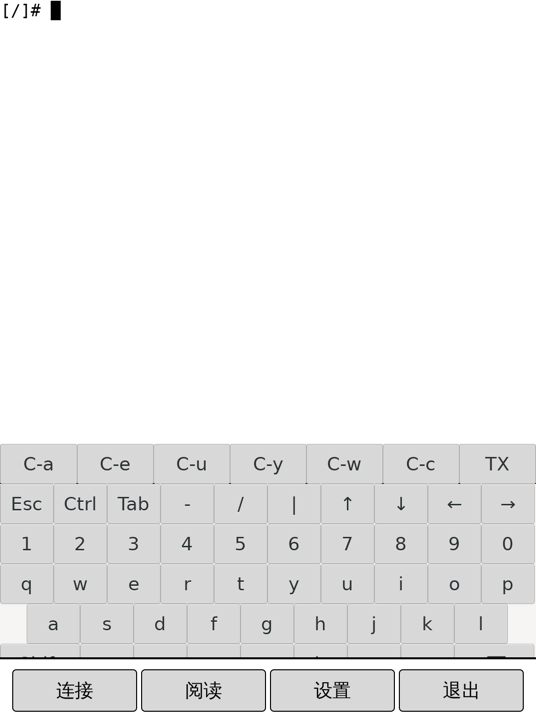 [/]#
C-a C-e C-u C-y C-w C-c TX
Esc Ctrl Tab - / | ↑ ↓ ← →
1 2 3 4 5 6 7 8 9 0
q w e r t y u i o p
a s d f g h j k l
连接 阅读 设置 退出